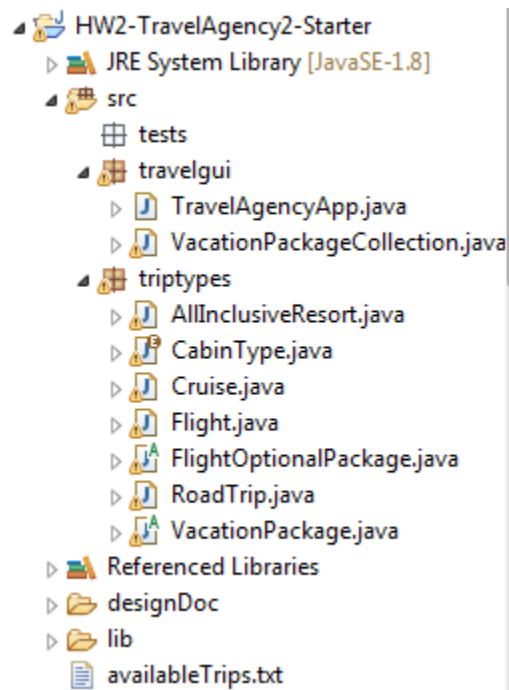 HW2-TravelAgency2-Starter
JRE System Library [JavaSE-1.8]
src
tests
travelgui
TravelAgencyApp.java
VacationPackageCollection.java
triptypes
AllInclusiveResort.java
CabinType.java
Cruise.java
Flight.java
FlightOptionalPackage.java
RoadTrip.java
VacationPackage.java
Referenced Libraries
designDoc
lib
availableTrips.txt